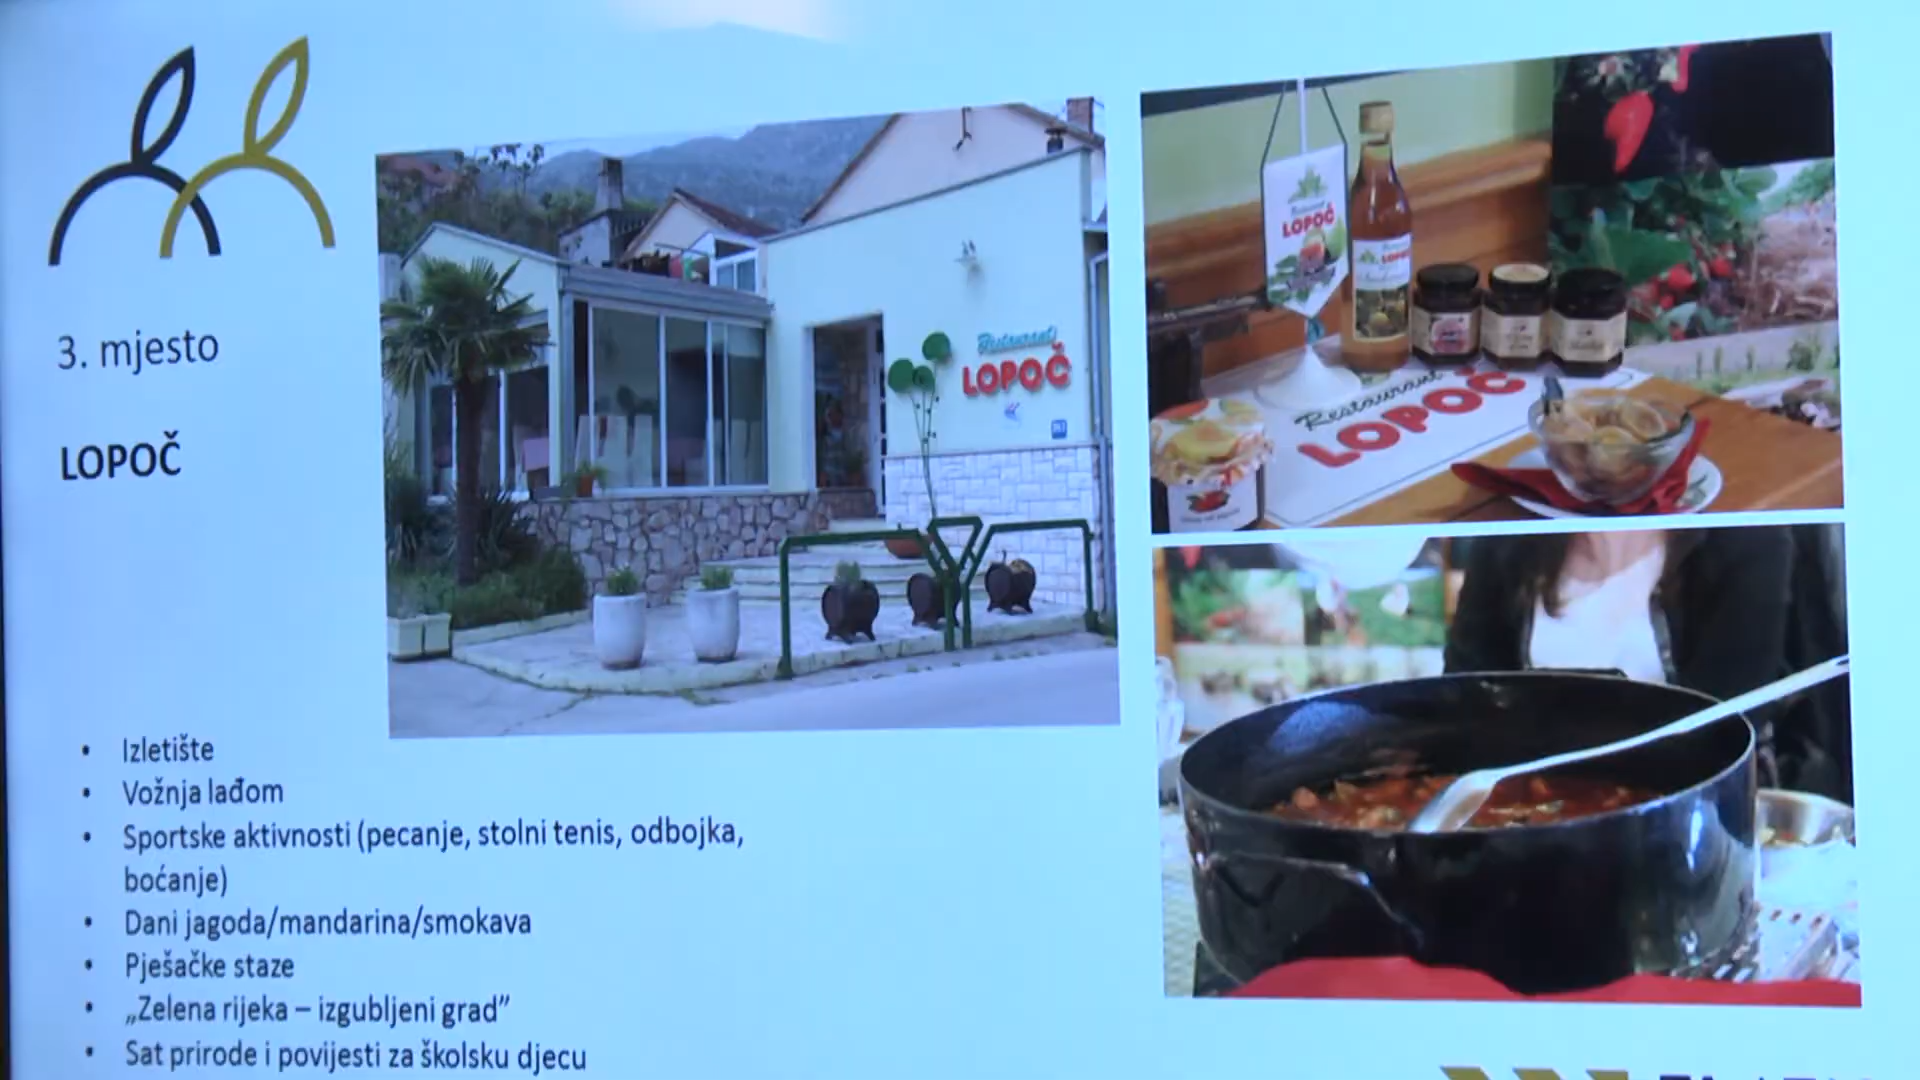 3. mjesto
LOPOČ
Restaurant
LOPOČ
Restaurant
LOPOČ
LOPOČ
Restaurant
LOPOČ
• Izletište
• Vožnja lađom
• Sportske aktivnosti (pecanje, stolni tenis, odbojka,
boćanje)
• Dani jagoda/mandarina/smokava
• Pješačke staze
• „Zelena rijeka – izgubljeni grad”
• Sat prirode i povijesti za školsku djecu